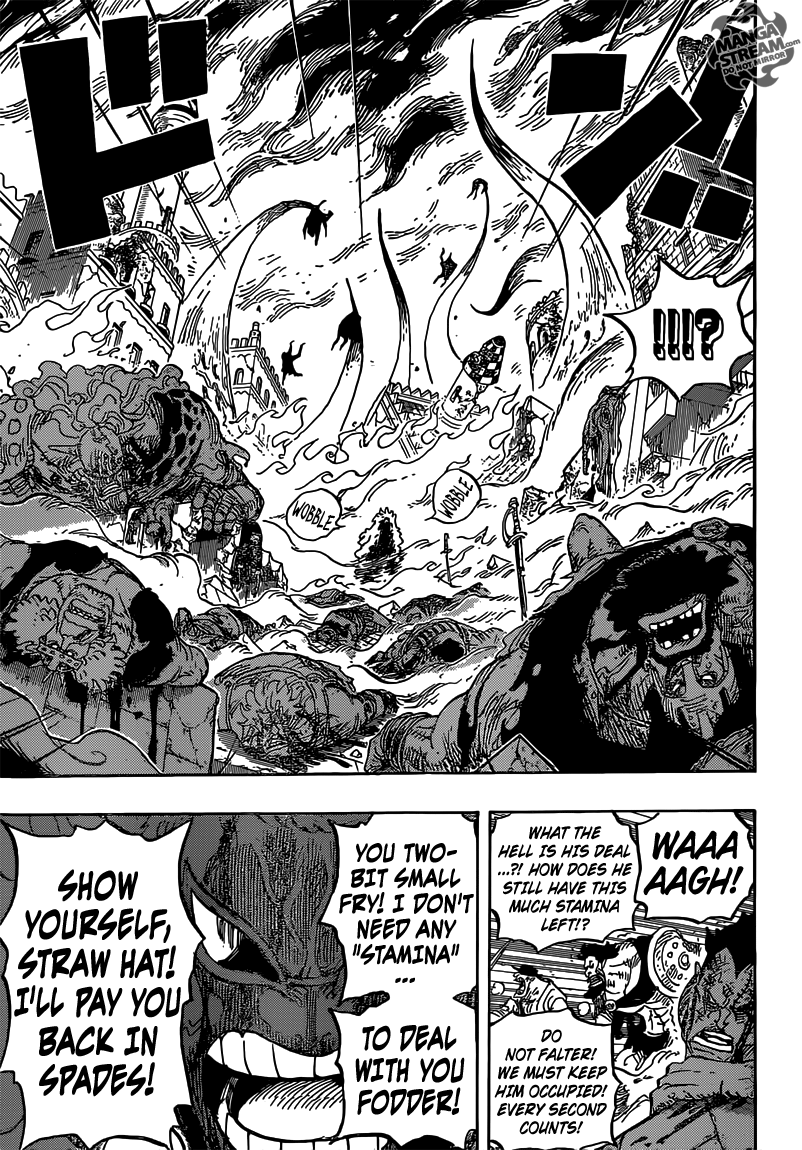 MANGA
STREAM.com
DO NOT MIRROR
ドン!!
!!!?
WOBBLE
WOBBLE
WAAA
AAGH!
WHAT THE
HELL IS HIS DEAL
...?! HOW DOES HE
STILL HAVE THIS
MUCH STAMINA
LEFT!?
DO
NOT FALTER!
WE MUST KEEP
HIM OCCUPIED!
EVERY SECOND
COUNTS!
YOU TWO-
BIT SMALL
FRY! I DON'T
NEED ANY
"STAMINA"
...
TO DEAL
WITH YOU
FODDER!
SHOW
YOURSELF,
STRAW HAT!
I'LL PAY YOU
BACK IN
SPADES!